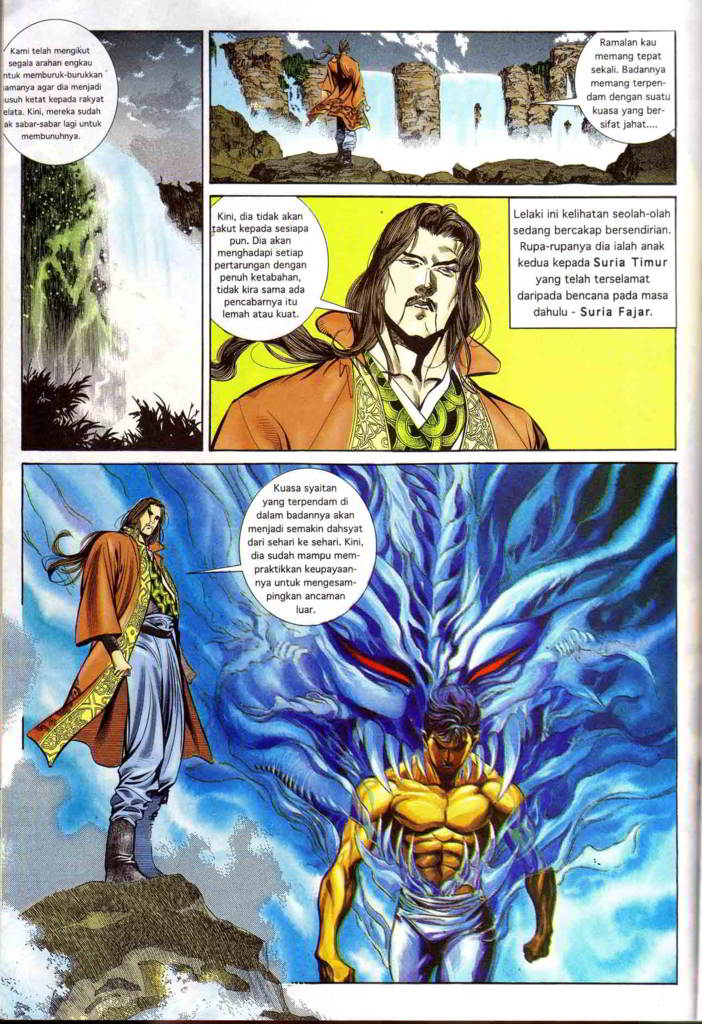 Kami telah mengikut
segala arahan engkau
ntuk memburuk-burukkan
amanya agar dia menjadi
usuh ketat kepada rakyat
elata. Kini, mereka sudah
ak sabar-sabar lagi untuk
membunuhnya.
Ramalan kau
memang tepat
sekali. Badannya
memang terpen-
dam dengan suatu
kuasa yang ber-
sifat jahat....
Kini, dia tidak akan
takut kepada sesiapa
pun. Dia akan
menghadapi setiap
pertarungan dengan
penuh ketabahan,
tidak kira sama ada
pencabarnya itu
lemah atau kuat.
Lelaki ini kelihatan seolah-olah
sedang bercakap bersendirian.
Rupa-rupanya dia ialah anak
kedua kepada Suria Timur
yang telah terselamat
daripada bencana pada masa
dahulu - Suria Fajar.
Kuasa syaitan
yang terpendam di
dalam badannya akan
menjadi semakin dahsyat
dari sehari ke sehari. Kini,
dia sudah mampu mem-
praktikkan keupayaan-
nya untuk mengesam-
pingkan ancaman
luar.